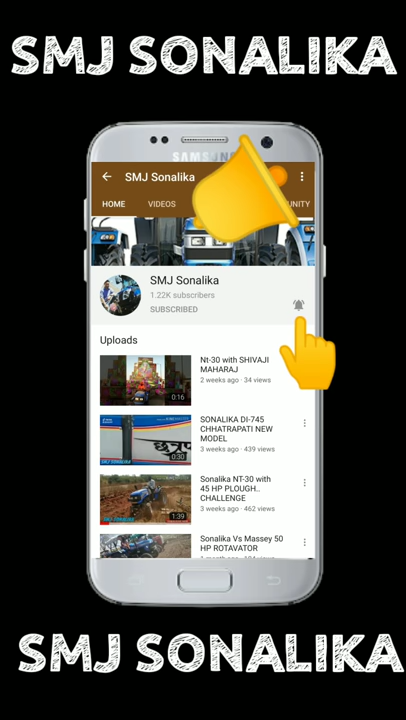 SMJ SONALIKA
SAMSUNG
SMJ Sonalika
HOME VIDEOS
SMJ Sonalika
1.22K subscribers
SUBSCRIBED
Uploads
Nt-30 with SHIVAJI
MAHARAJ
2 weeks ago · 34 views
0:16
SONALIKA DI-745
CHHATRAPATI NEW
MODEL
3 weeks ago · 439 views
SMJ SONALIKA
0:30
Sonalika NT-30 with
45 HP PLOUGH..
CHALLENGE
3 weeks ago · 462 views
1:39
Sonalika Vs Massey 50
HP ROTAVATOR
SMJ SONALIKA